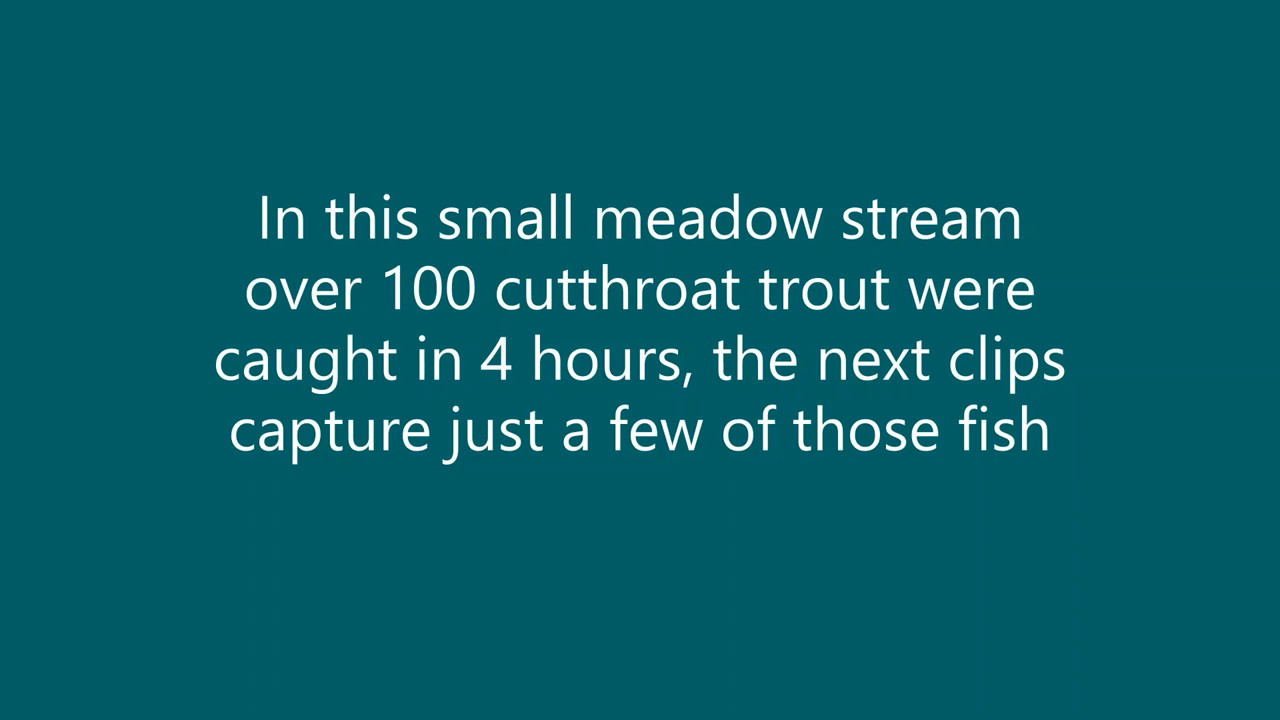 In this small meadow stream
over 100 cutthroat trout were
caught in 4 hours, the next clips
capture just a few of those fish